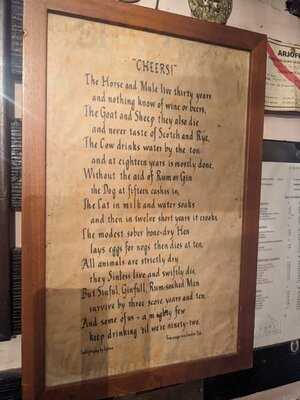 "CHEERS!"
The Horse and Mule live thirty years
and nothing know of wine or beers,
The Goat and Sheep they also die
and never taste of Scotch and Rye.
The Cow drinks water by the ton
and at eighteen years is mostly done,
Without the aid of Rum or Gin
the Dog at fifteen cashes in,
The Cat in milk and water soaks
and then in twelve short years it croaks.
The modest sober bone-dry Hen
lays eggs for nogs then dies at ten,
All animals are strictly dry
they Sinless live and swiftly die,
But Sinful, Ginfull, Rum-soaked Men
survive by three score years and ten.
And some of us - a mighty few
keep drinking 'til we're ninety-two.
ARJO